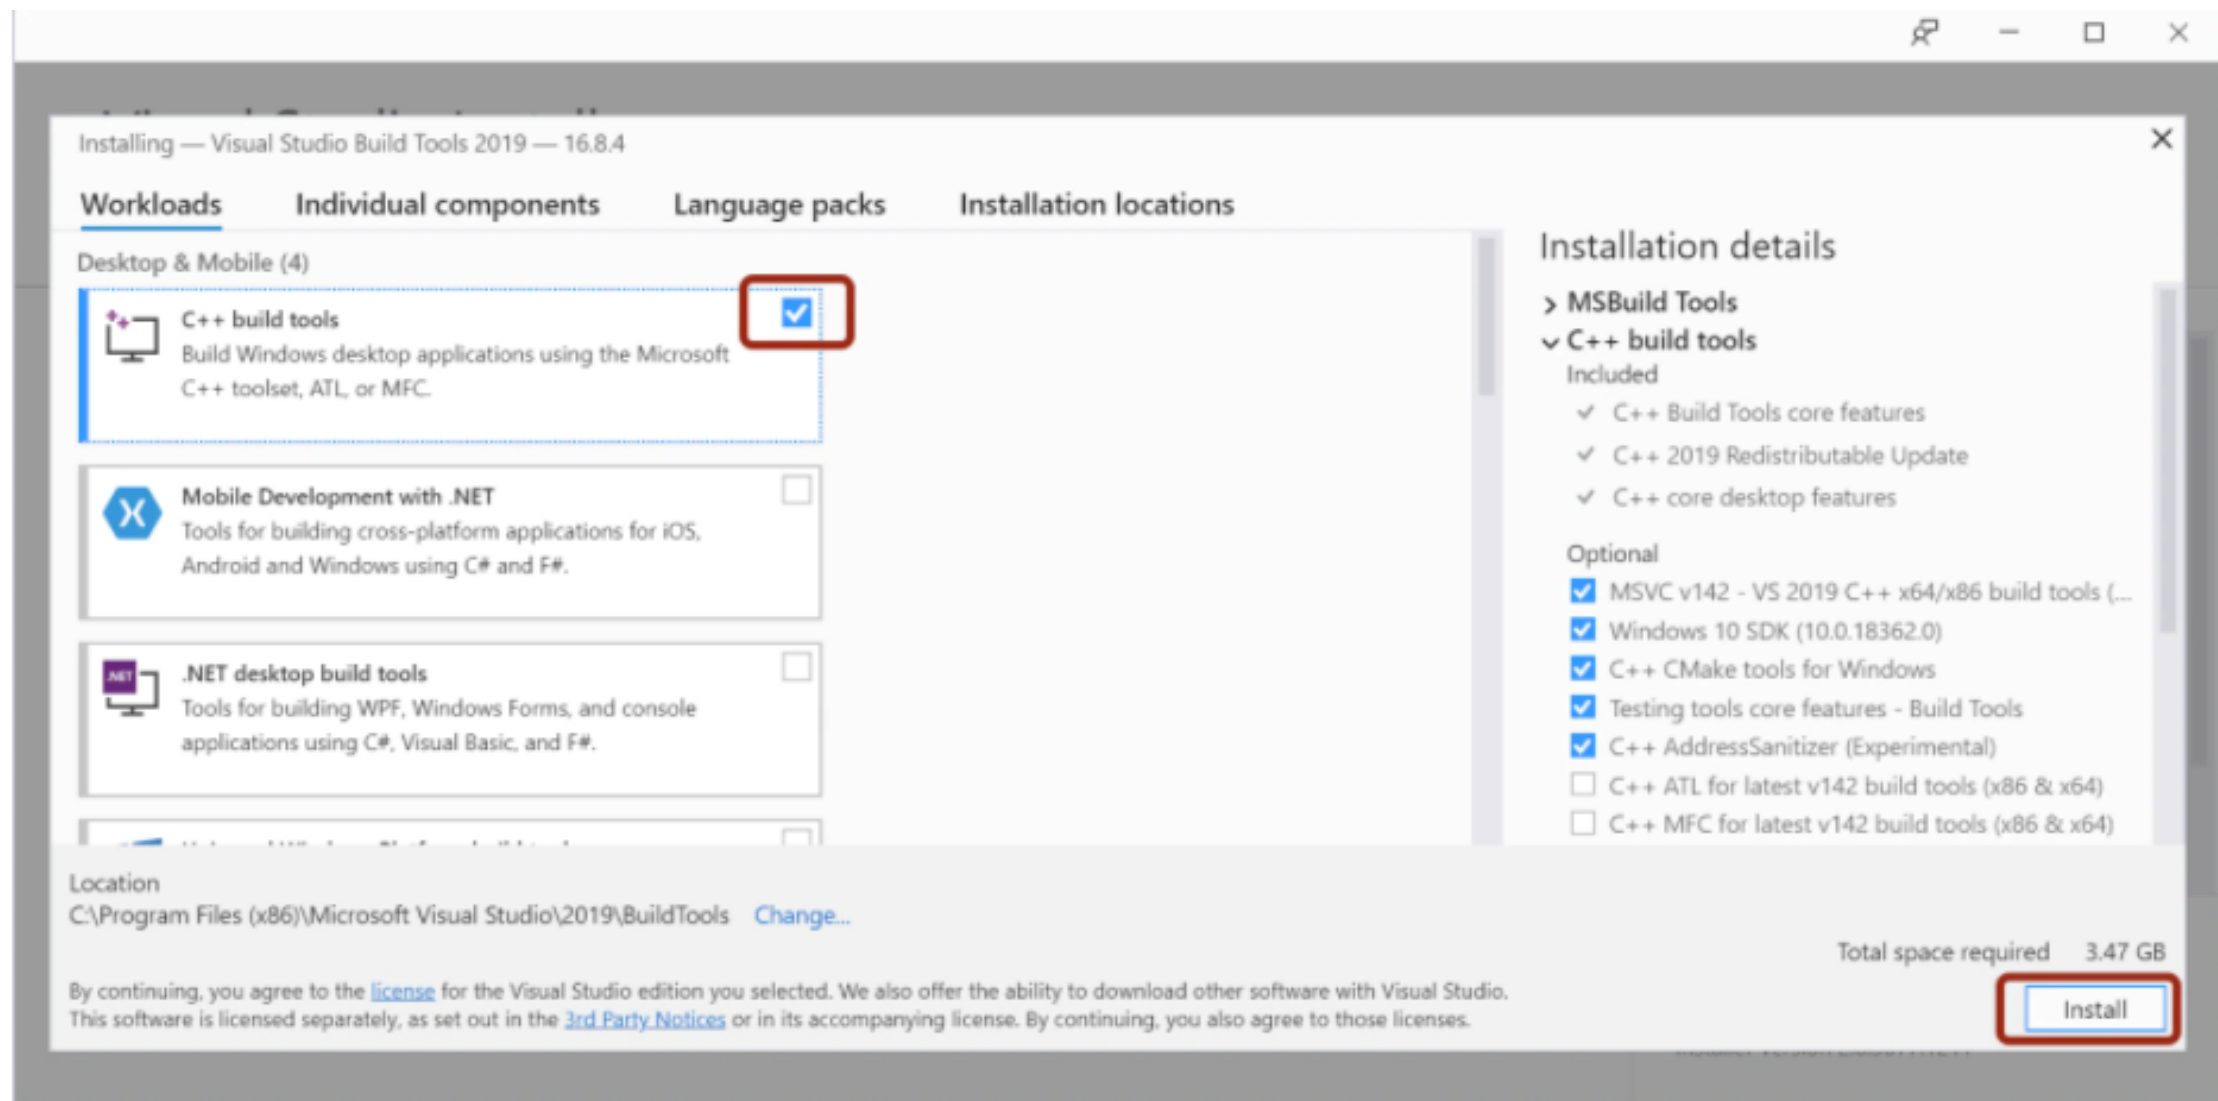 Installing — Visual Studio Build Tools 2019 — 16.8.4
Workloads Individual components Language packs Installation locations
Desktop & Mobile (4)
C++ build tools
Build Windows desktop applications using the Microsoft
C++ toolset, ATL, or MFC.
Mobile Development with .NET
Tools for building cross-platform applications for iOS,
Android and Windows using C# and F#.
.NET
.NET desktop build tools
Tools for building WPF, Windows Forms, and console
applications using C#, Visual Basic, and F#.
Installation details
MSBuild Tools
C++ build tools
Included
C++ Build Tools core features
C++ 2019 Redistributable Update
C++ core desktop features
Optional
MSVC v142 - VS 2019 C++ x64/x86 build tools (...
Windows 10 SDK (10.0.18362.0)
C++ CMake tools for Windows
Testing tools core features - Build Tools
C++ AddressSanitizer (Experimental)
C++ ATL for latest v142 build tools (x86 & x64)
C++ MFC for latest v142 build tools (x86 & x64)
Location
C:\Program Files (x86)\Microsoft Visual Studio\2019\BuildTools Change...
Total space required 3.47 GB
By continuing, you agree to the license for the Visual Studio edition you selected. We also offer the ability to download other software with Visual Studio.
This software is licensed separately, as set out in the 3rd Party Notices or in its accompanying license. By continuing, you also agree to those licenses.
Install